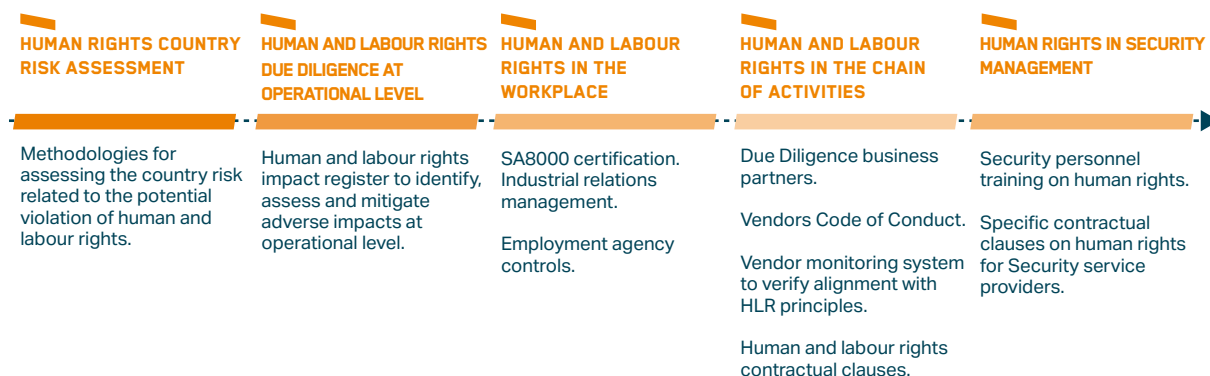 HUMAN RIGHTS COUNTRY
RISK ASSESSMENT
Methodologies for
assessing the country risk
related to the potential
violation of human and
labour rights.
HUMAN AND LABOUR RIGHTS
DUE DILIGENCE AT
OPERATIONAL LEVEL
Human and labour rights
impact register to identify,
assess and mitigate
adverse impacts at
operational level.
HUMAN AND LABOUR
RIGHTS IN THE
WORKPLACE
SA8000 certification.
Industrial relations
management.
Employment agency
controls.
HUMAN AND LABOUR
RIGHTS IN THE CHAIN
OF ACTIVITIES
Due Diligence business
partners.
Vendors Code of Conduct.
Vendor monitoring system
to verify alignment with
HLR principles.
Human and labour rights
contractual clauses.
HUMAN RIGHTS IN SECURITY
MANAGEMENT
Security personnel
training on human rights.
Specific contractual
clauses on human rights
for Security service
providers.